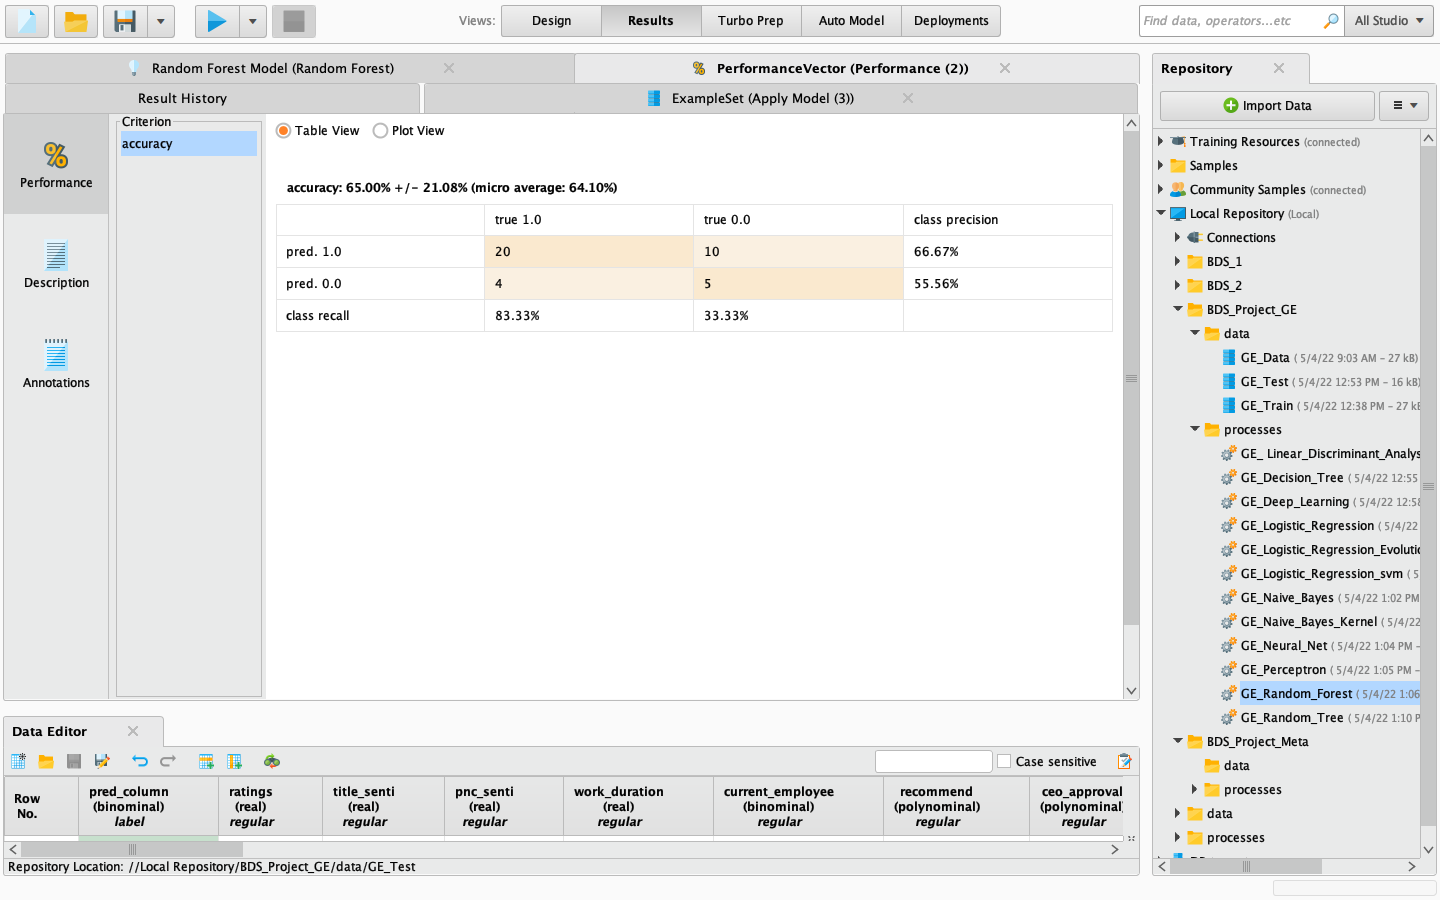 Views: Design Results Turbo Prep Auto Model Deployments Find data, operators...etc All Studio
Random Forest Model (Random Forest) PerformanceVector (Performance (2))
Result History ExampleSet (Apply Model (3))
Performance
Description
Annotations
Criterion
accuracy
Table View Plot View
accuracy: 65.00% +/- 21.08% (micro average: 64.10%)
true 1.0 true 0.0 class precision
pred. 1.0 20 10 66.67%
pred. 0.0 4 5 55.56%
class recall 83.33% 33.33%
Data Editor
Case sensitive
Row No. pred_column (binominal) label ratings (real) regular title_senti (real) regular pnc_senti (real) regular work_duration (real) regular current_employee (binominal) regular recommend (polynominal) regular ceo_approval (polynominal) regular
Repository Location: //Local Repository/BDS_Project_GE/data/GE_Test
Repository
Import Data
Training Resources (connected)
Samples
Community Samples (connected)
Local Repository (Local)
Connections
BDS_1
BDS_2
BDS_Project_GE
data
GE_Data ( 5/4/22 9:03 AM – 27 kB)
GE_Test ( 5/4/22 12:53 PM – 16 kB)
GE_Train ( 5/4/22 12:38 PM – 27 kB
processes
GE_ Linear_Discriminant_Analys
GE_Decision_Tree ( 5/4/22 12:55
GE_Deep_Learning ( 5/4/22 12:58
GE_Logistic_Regression ( 5/4/22
GE_Logistic_Regression_Evolutio
GE_Logistic_Regression_svm ( 5
GE_Naive_Bayes ( 5/4/22 1:02 PM
GE_Naive_Bayes_Kernel ( 5/4/22
GE_Neural_Net ( 5/4/22 1:04 PM –
GE_Perceptron ( 5/4/22 1:05 PM –
GE_Random_Forest ( 5/4/22 1:06
GE_Random_Tree ( 5/4/22 1:10 P
BDS_Project_Meta
data
processes
data
processes